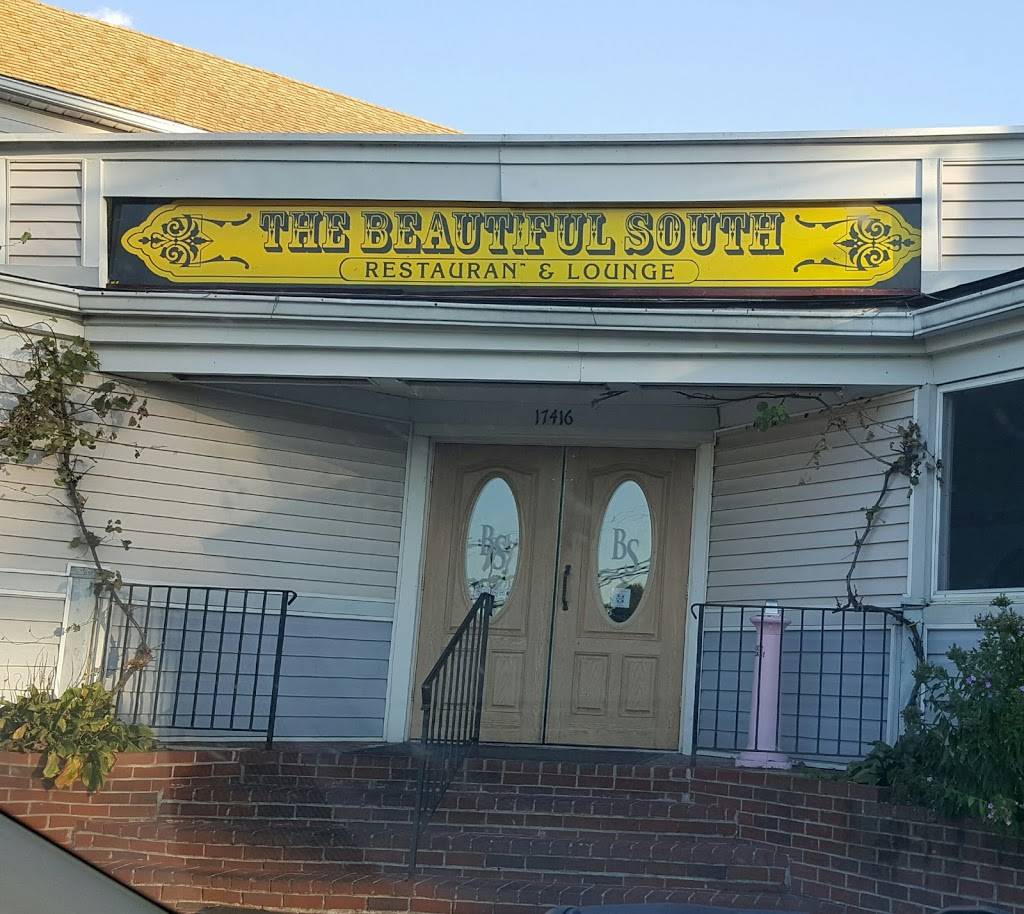 THE BEAUTIFUL SOUTH
RESTAURAN & LOUNGE
17416
BS BS